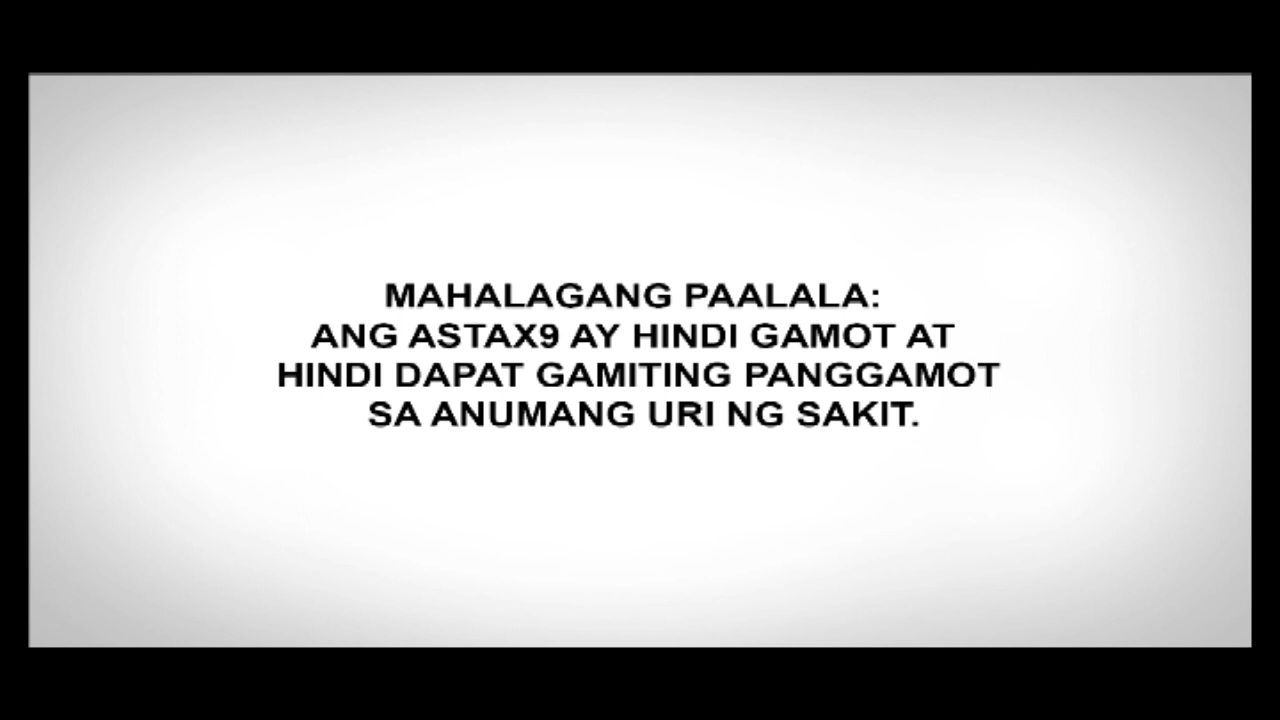 MAHALAGANG PAALALA:
ANG ASTAX9 AY HINDI GAMOT AT
HINDI DAPAT GAMITING PANGGAMOT
SA ANUMANG URI NG SAKIT.